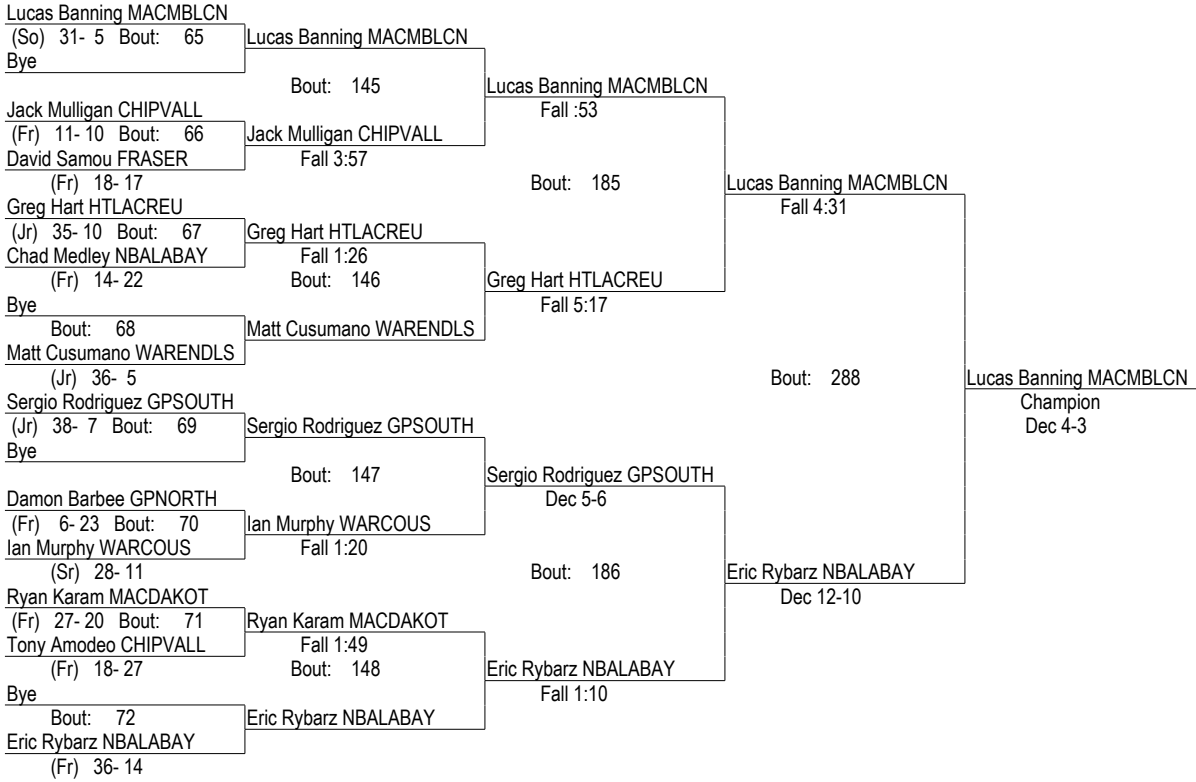 Lucas Banning MACMBLCN
(So) 31- 5 Bout: 65
Lucas Banning MACMBLCN
Bye
Bout: 145
Lucas Banning MACMBLCN
Jack Mulligan CHIPVALL
Fall :53
(Fr) 11- 10 Bout: 66
Jack Mulligan CHIPVALL
David Samou FRASER
Fall 3:57
(Fr) 18- 17
Bout: 185
Lucas Banning MACMBLCN
Greg Hart HTLACREU
Fall 4:31
(Jr) 35- 10 Bout: 67
Greg Hart HTLACREU
Chad Medley NBALABAY
Fall 1:26
(Fr) 14- 22
Bout: 146
Greg Hart HTLACREU
Bye
Fall 5:17
Bout: 68
Matt Cusumano WARENDLS
Matt Cusumano WARENDLS
(Jr) 36- 5
Bout: 288
Lucas Banning MACMBLCN
Sergio Rodriguez GPSOUTH
Champion
(Jr) 38- 7 Bout: 69
Sergio Rodriguez GPSOUTH
Dec 4-3
Bye
Bout: 147
Sergio Rodriguez GPSOUTH
Damon Barbee GPNORTH
Dec 5-6
(Fr) 6- 23 Bout: 70
Ian Murphy WARCOUS
Ian Murphy WARCOUS
Fall 1:20
(Sr) 28- 11
Bout: 186
Eric Rybarz NBALABAY
Ryan Karam MACDAKOT
Dec 12-10
(Fr) 27- 20 Bout: 71
Ryan Karam MACDAKOT
Tony Amodeo CHIPVALL
Fall 1:49
(Fr) 18- 27
Bout: 148
Eric Rybarz NBALABAY
Bye
Fall 1:10
Bout: 72
Eric Rybarz NBALABAY
Eric Rybarz NBALABAY
(Fr) 36- 14